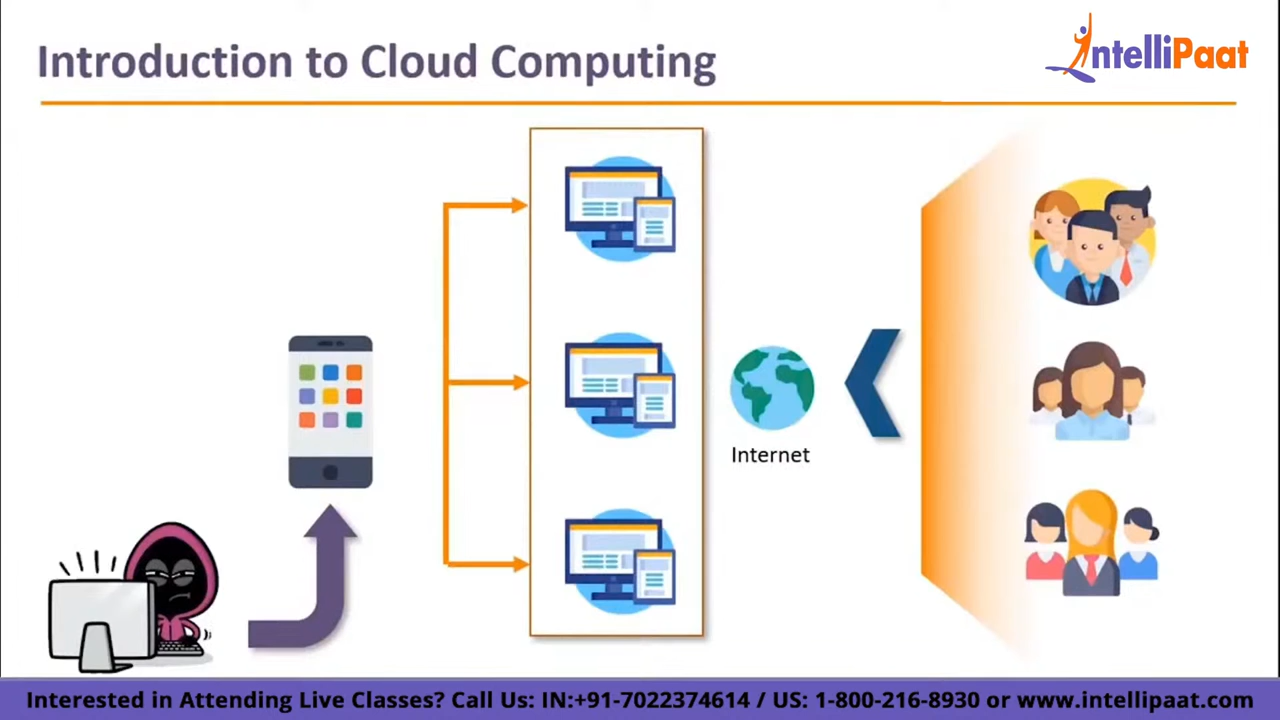 Introduction to Cloud Computing
IntelliPaat
Internet
Interested in Attending Live Classes? Call Us: IN:+91-7022374614 / US: 1-800-216-8930 or www.intellipaat.com